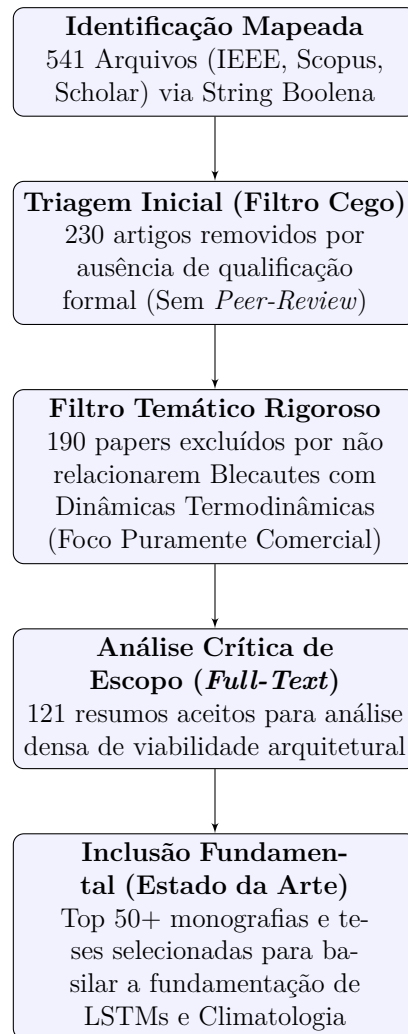 Identificação Mapeada
541 Arquivos (IEEE, Scopus,
Scholar) via String Boolena
Triagem Inicial (Filtro Cego)
230 artigos removidos por
ausência de qualificação
formal (Sem Peer-Review)
Filtro Temático Rigoroso
190 papers excluídos por não
relacionarem Blecautes com
Dinâmicas Termodinâmicas
(Foco Puramente Comercial)
Análise Crítica de
Escopo (Full-Text)
121 resumos aceitos para análise
densa de viabilidade arquitetural
Inclusão Fundamen-
tal (Estado da Arte)
Top 50+ monografias e te-
ses selecionadas para ba-
silar a fundamentação de
LSTMs e Climatologia